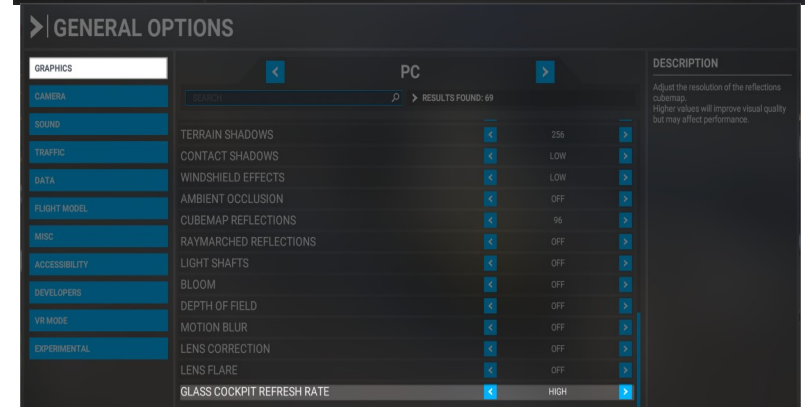 GENERAL OPTIONS
GRAPHICS
CAMERA
SOUND
TRAFFIC
DATA
FLIGHT MODEL
MISC
ACCESSIBILITY
DEVELOPERS
VR MODE
EXPERIMENTAL
PC
SEARCH
RESULTS FOUND: 69
TERRAIN SHADOWS 256
CONTACT SHADOWS LOW
WINDSHIELD EFFECTS LOW
AMBIENT OCCLUSION OFF
CUBEMAP REFLECTIONS 96
RAYMARCHED REFLECTIONS OFF
LIGHT SHAFTS OFF
BLOOM OFF
DEPTH OF FIELD OFF
MOTION BLUR OFF
LENS CORRECTION OFF
LENS FLARE OFF
GLASS COCKPIT REFRESH RATE HIGH
DESCRIPTION
Adjust the resolution of the reflections
cubemap.
Higher values will improve visual quality
but may affect performance.